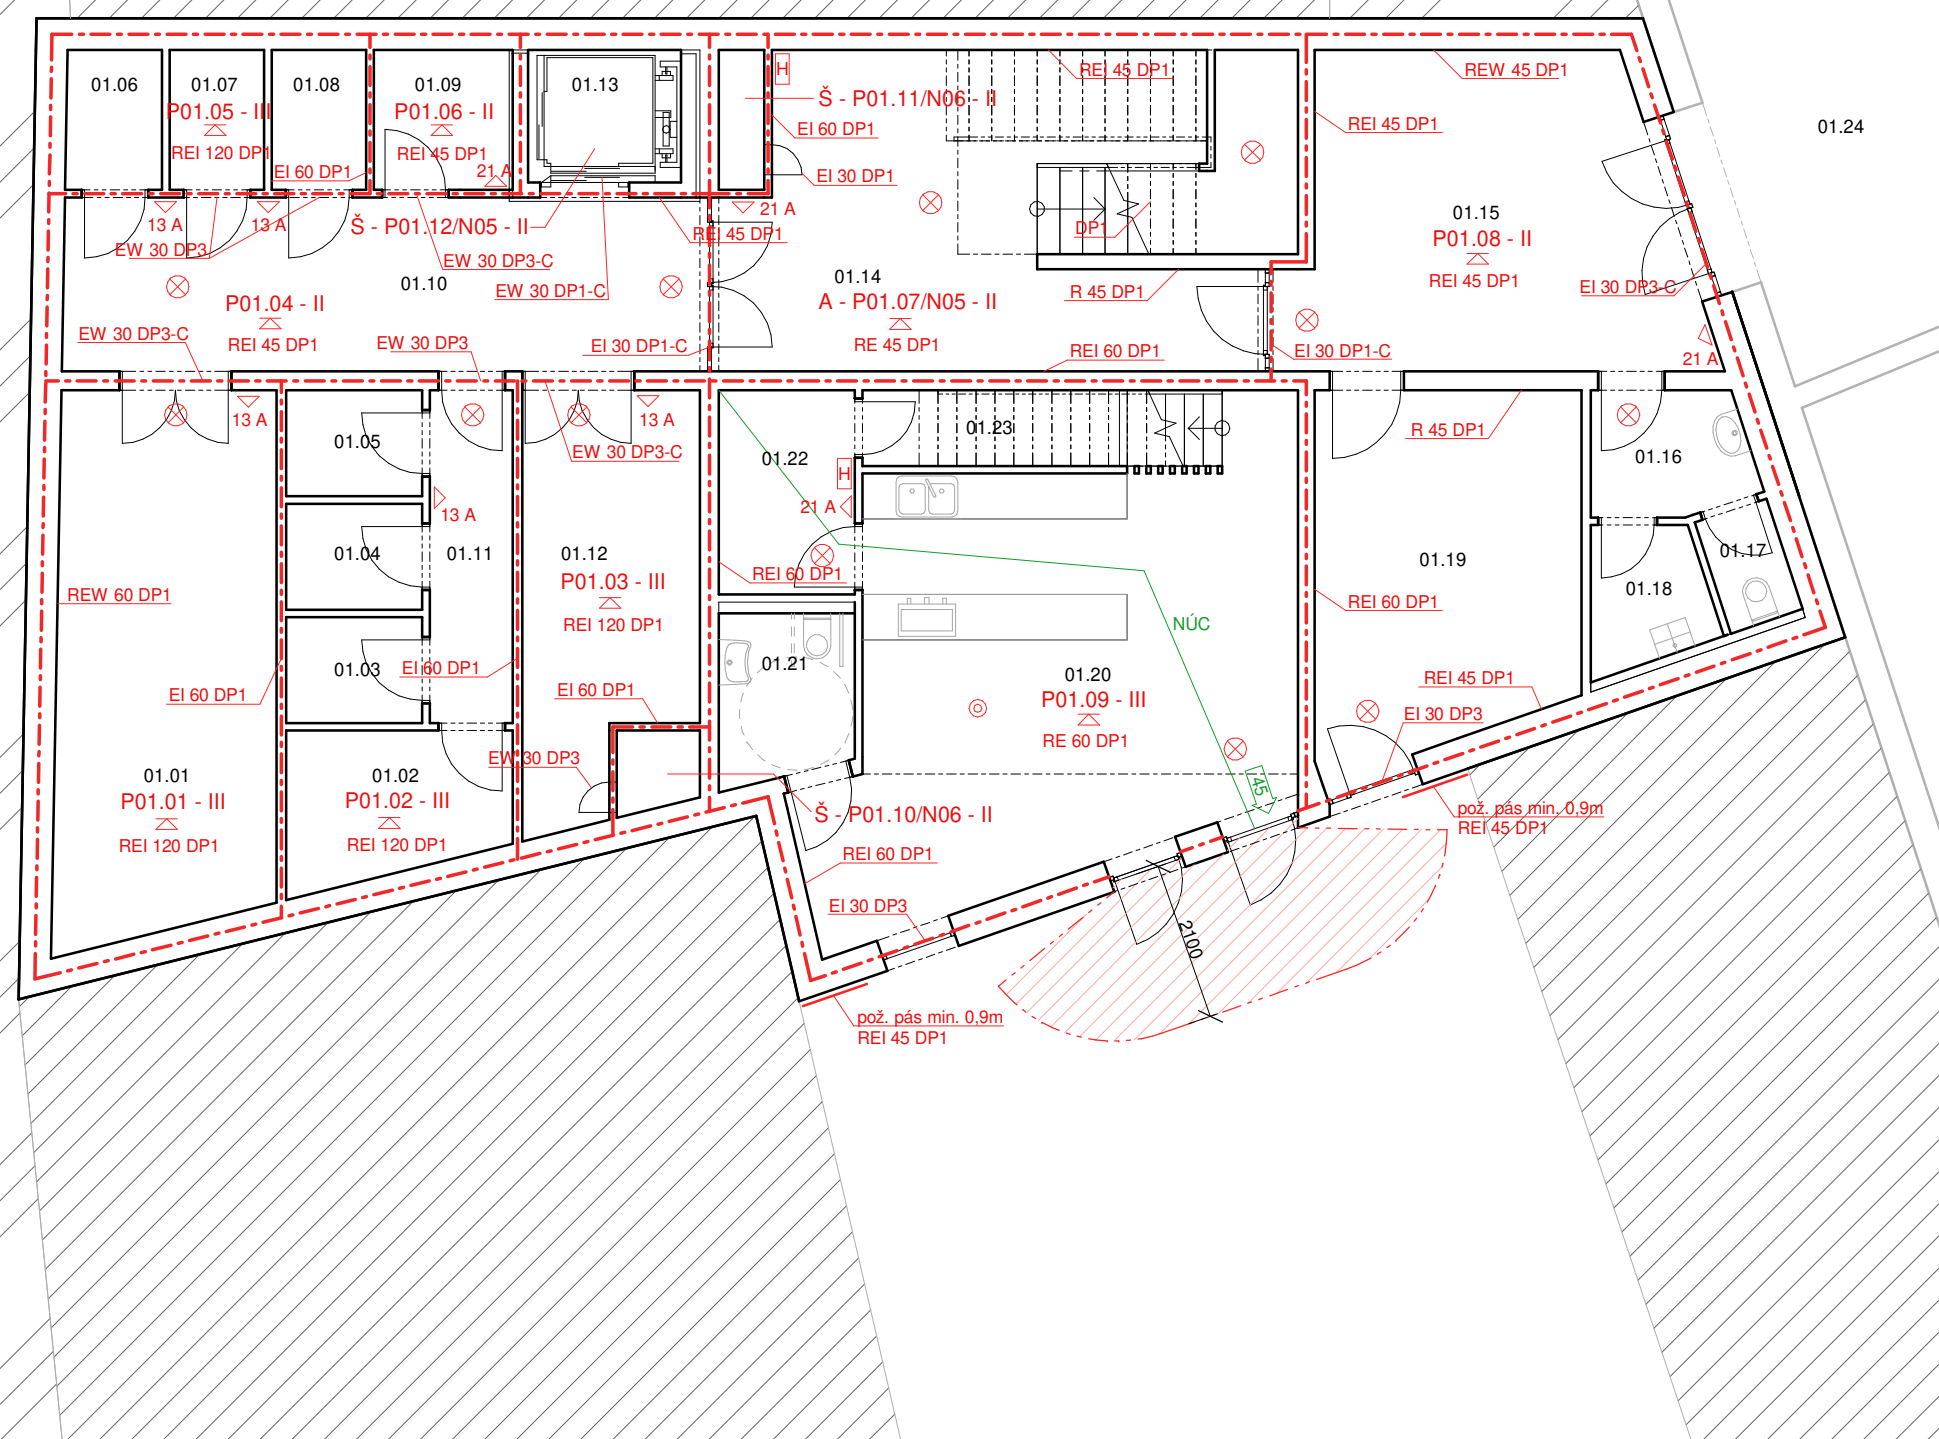 01.06
01.07
01.08
P01.05 - III
REI 120 DP1
EI 60 DP1
01.09
P01.06 - II
REI 45 DP1
21 A
01.13
H
Š - P01.11/N06 - II
EI 60 DP1
EI 30 DP1
REI 45 DP1
REW 45 DP1
REI 45 DP1
01.24
13 A
13 A
EW 30 DP3
Š - P01.12/N05 - II
EW 30 DP3-C
EW 30 DP1-C
REI 45 DP1
21 A
DP1
01.15
P01.08 - II
REI 45 DP1
EI 30 DP3-C
21 A
01.10
P01.04 - II
REI 45 DP1
EW 30 DP3-C
EW 30 DP3
EI 30 DP1-C
01.14
A - P01.07/N05 - II
RE 45 DP1
R 45 DP1
REI 60 DP1
EI 30 DP1-C
13 A
13 A
EW 30 DP3-C
01.05
01.04
01.03
13 A
01.11
01.12
P01.03 - III
REI 120 DP1
01.22
H
21 A
01.23
R 45 DP1
01.16
01.17
01.18
01.19
REW 60 DP1
REI 60 DP1
REI 60 DP1
NÚC
EI 60 DP1
EI 60 DP1
EI 60 DP1
01.21
01.20
P01.09 - III
RE 60 DP1
REI 45 DP1
EI 30 DP3
45
EW 30 DP3
01.01
P01.01 - III
REI 120 DP1
01.02
P01.02 - III
REI 120 DP1
Š - P01.10/N06 - II
REI 60 DP1
EI 30 DP3
pož. pás min. 0,9m
REI 45 DP1
2100
pož. pás min. 0,9m
REI 45 DP1